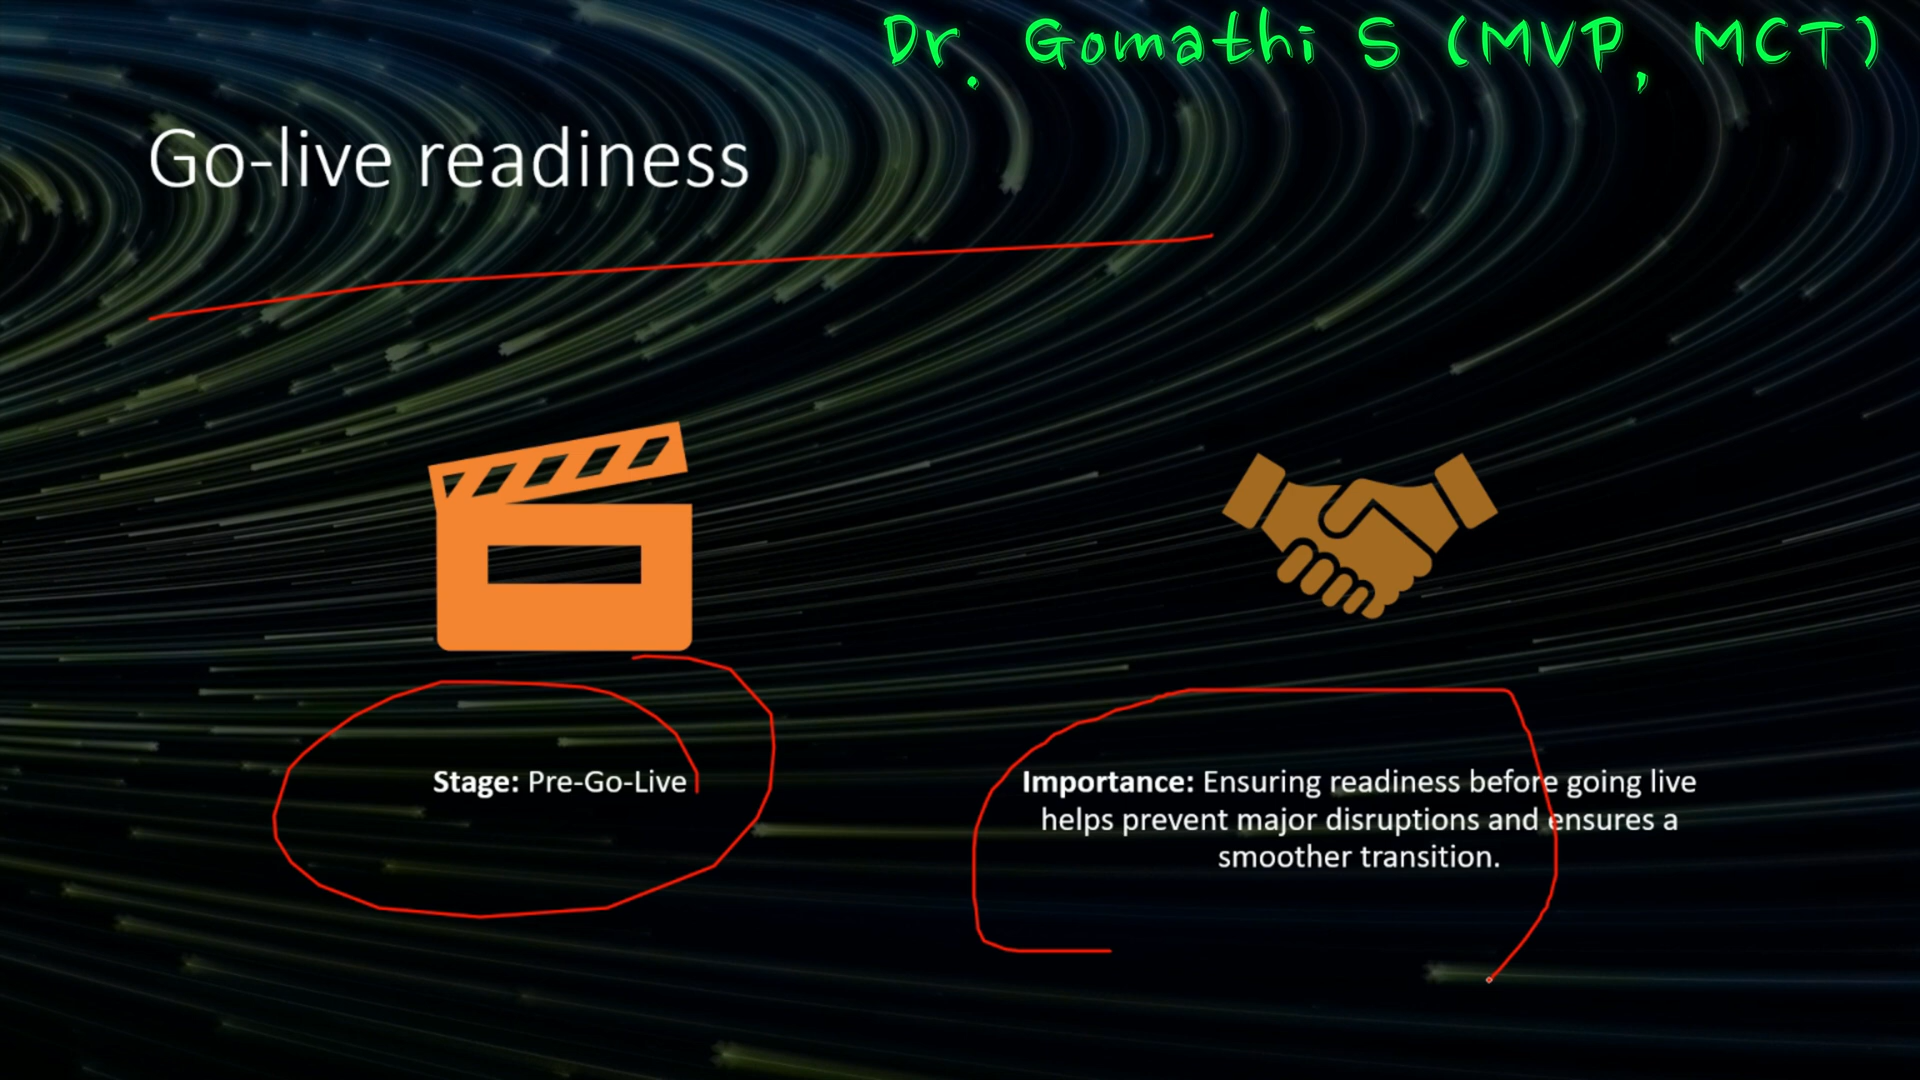 Dr. Gomathi S (MVP, MCT)
Go-live readiness
Stage: Pre-Go-Live
Importance: Ensuring readiness before going live
helps prevent major disruptions and ensures a
smoother transition.